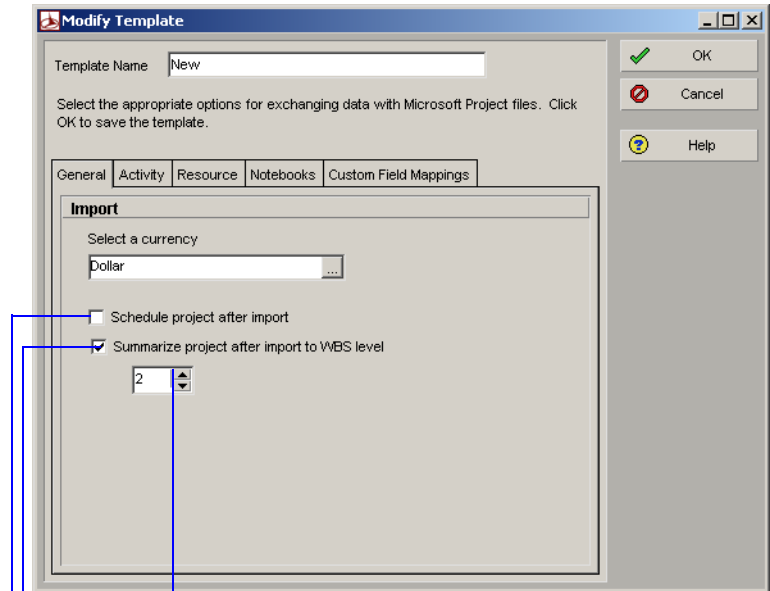 Modify Template
Template Name New
Select the appropriate options for exchanging data with Microsoft Project files. Click
OK to save the template.
General Activity Resource Notebooks Custom Field Mappings
Import
Select a currency
Dollar ...
Schedule project after import
Summarize project after import to WBS level
2
OK
Cancel
Help